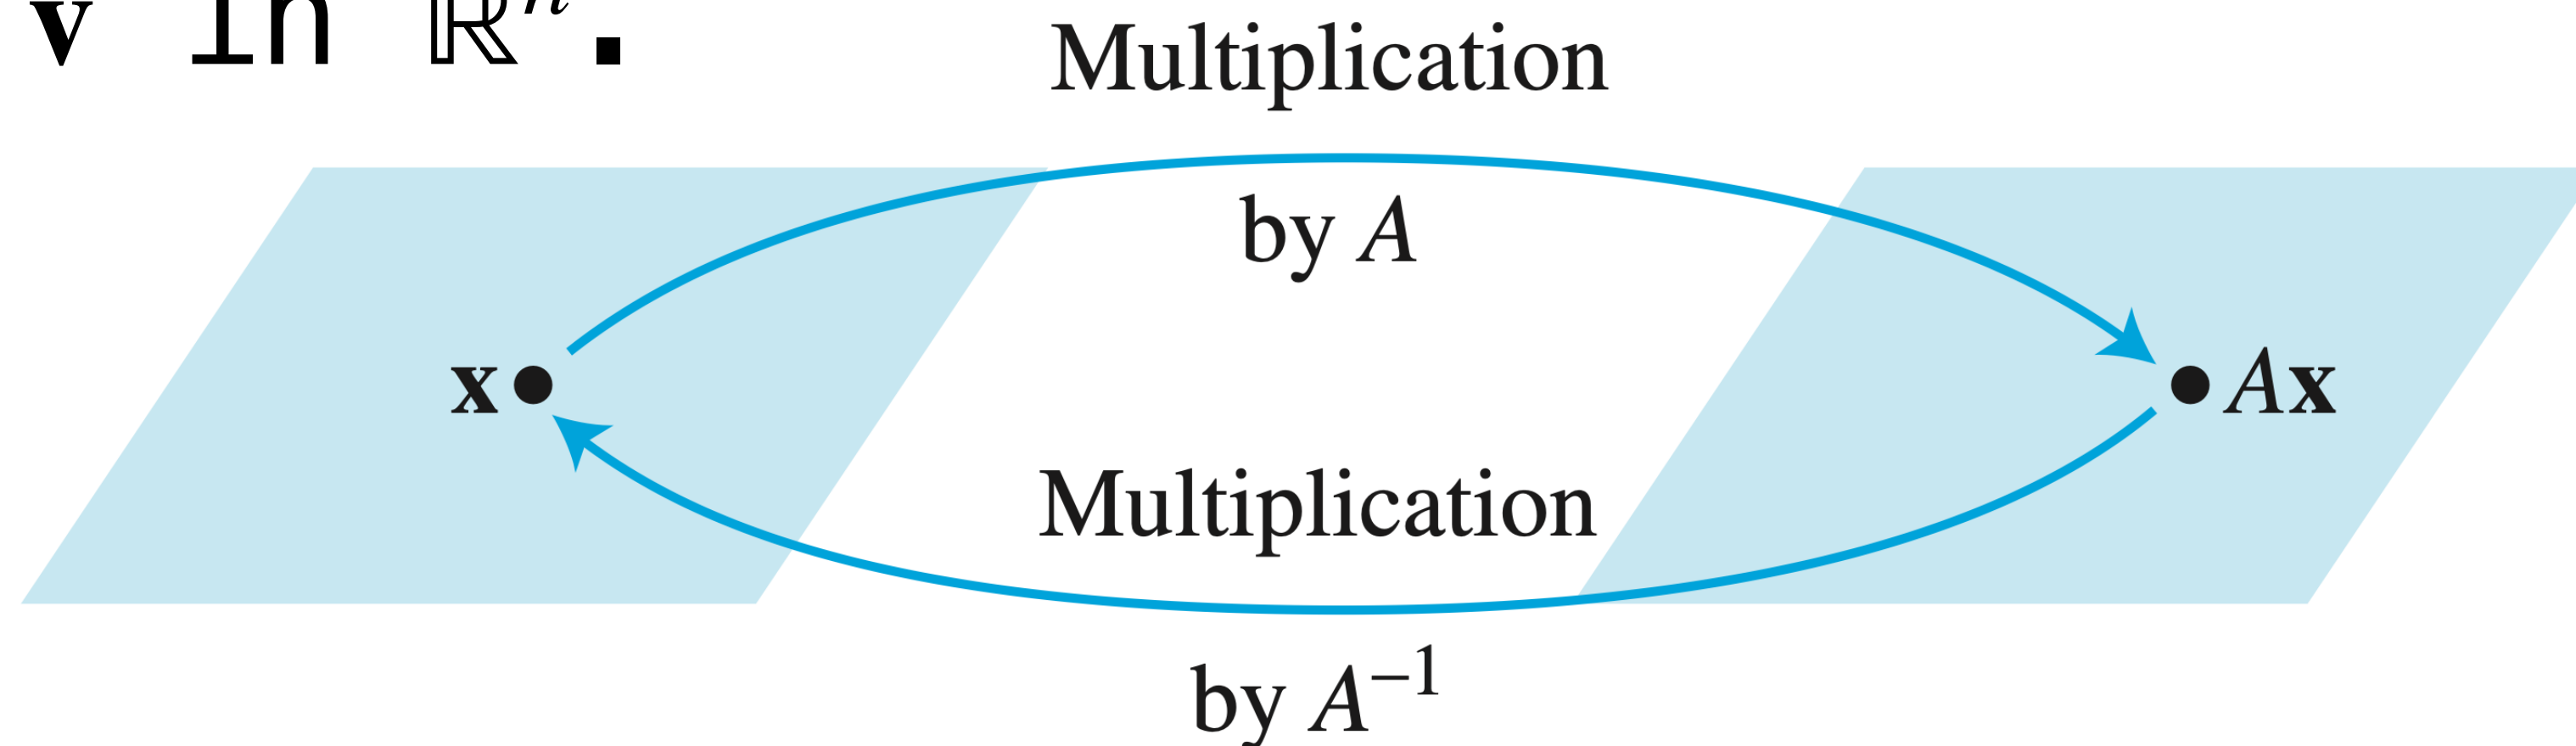 v in ℝⁿ.
Multiplication
by A
x
Ax
Multiplication
by A⁻¹